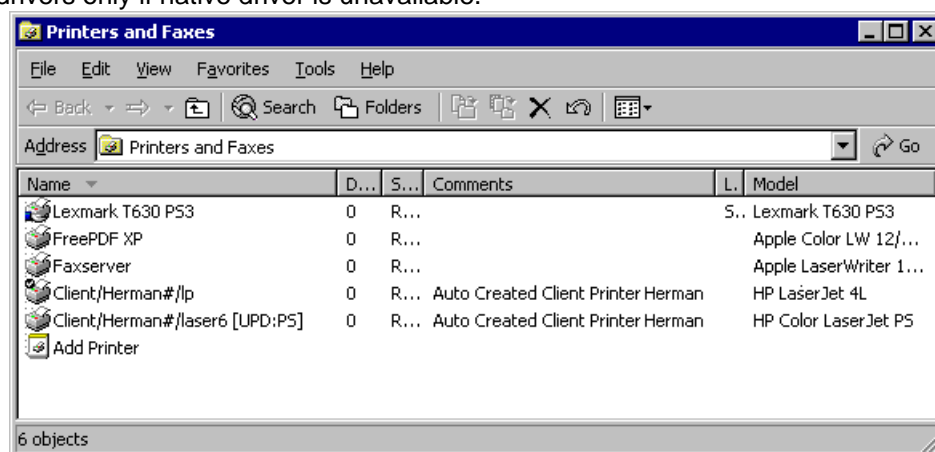 drivers only if native driver is unavailable.
Printers and Faxes
File Edit View Favorites Tools Help
Back Search Folders
Address Printers and Faxes Go
Name D... S... Comments L. Model
Lexmark T630 PS3 0 R... S.. Lexmark T630 PS3
FreePDF XP 0 R... Apple Color LW 12/...
Faxserver 0 R... Apple LaserWriter 1...
Client/Herman#/lp 0 R... Auto Created Client Printer Herman HP LaserJet 4L
Client/Herman#/laser6 [UPD:PS] 0 R... Auto Created Client Printer Herman HP Color LaserJet PS
Add Printer
6 objects